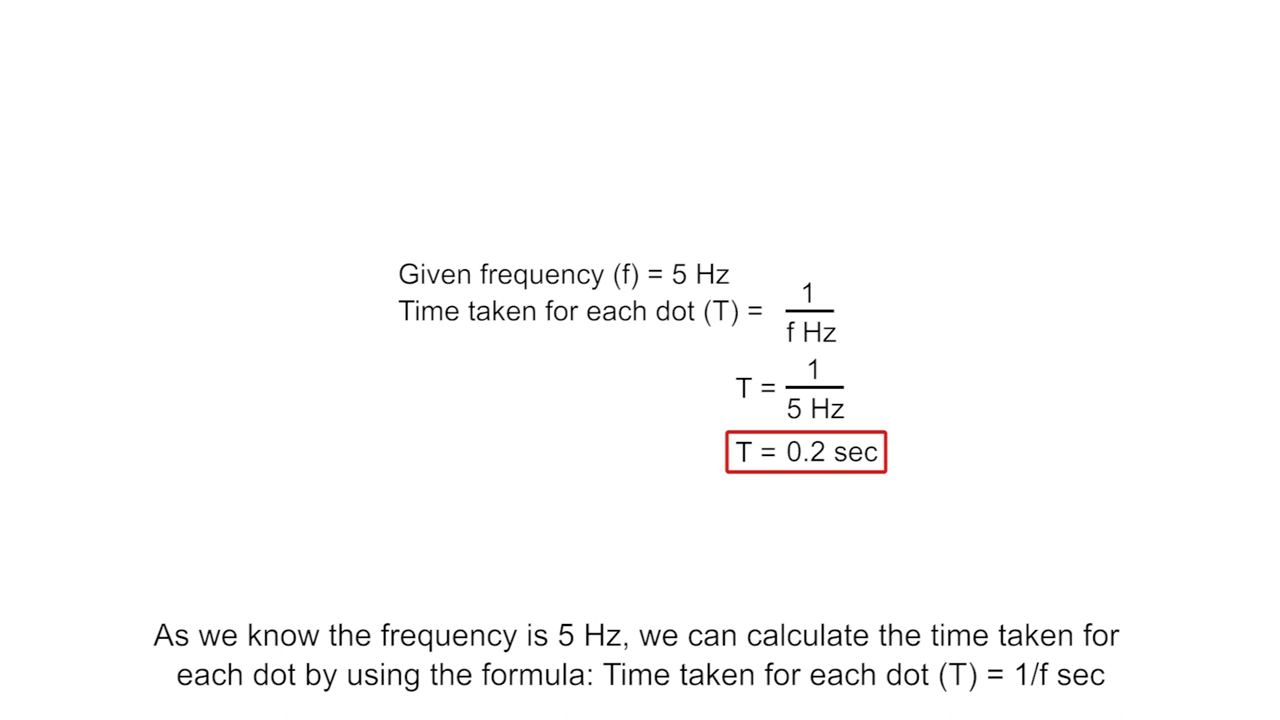 Given frequency (f) = 5 Hz
Time taken for each dot (T) = 1
f Hz
T = 1
5 Hz
T = 0.2 sec
As we know the frequency is 5 Hz, we can calculate the time taken for
each dot by using the formula: Time taken for each dot (T) = 1/f sec